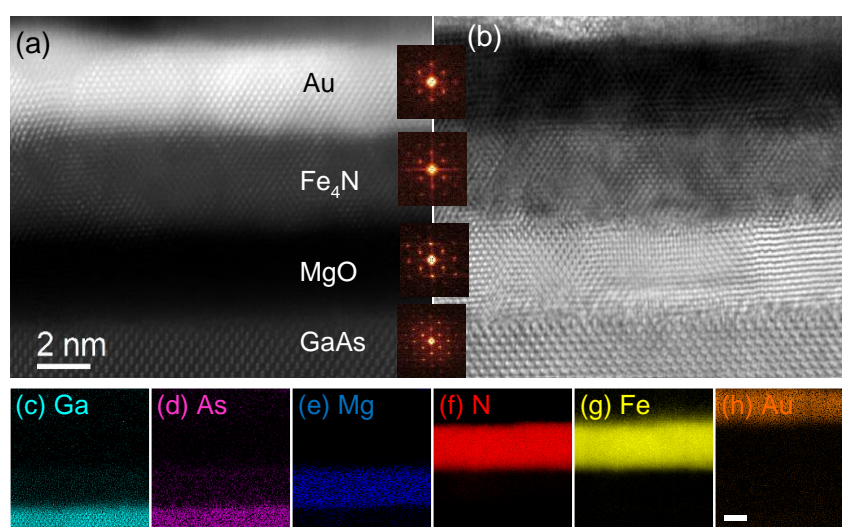 (a)
(b)
Au
Fe₄N
MgO
GaAs
2 nm
(c) Ga
(d) As
(e) Mg
(f) N
(g) Fe
(h) Au